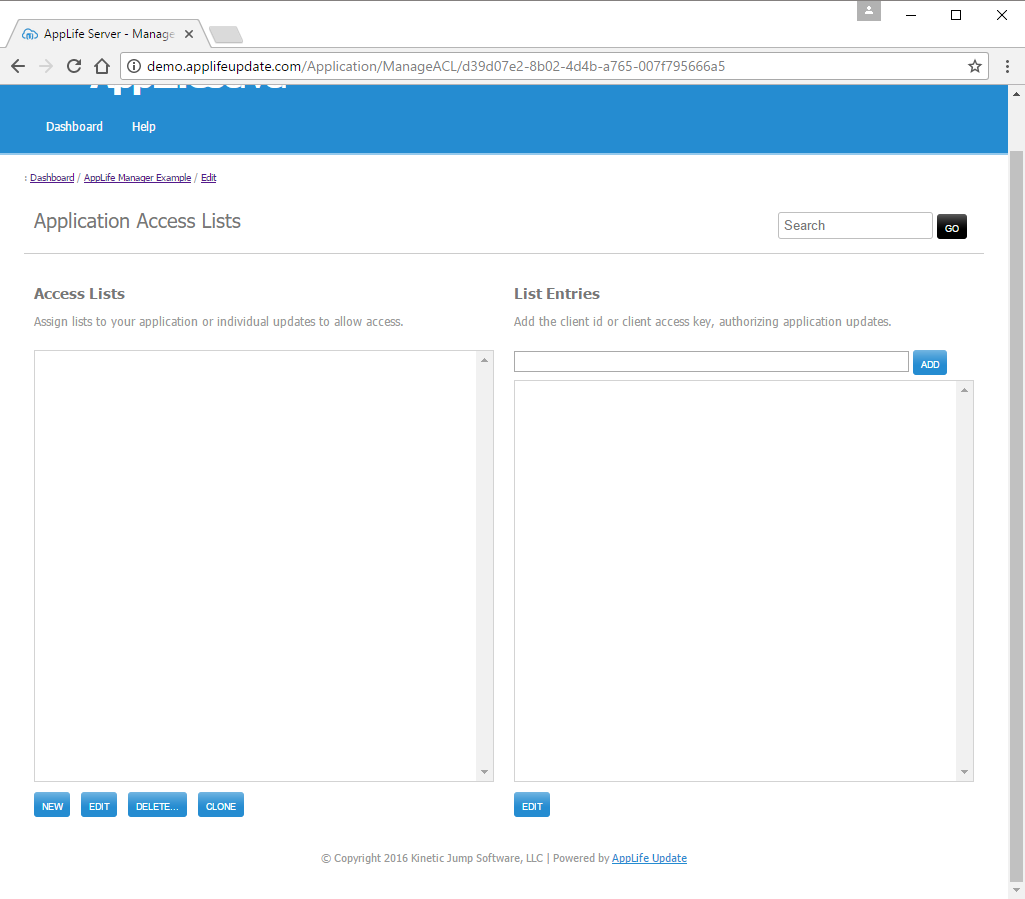 AppLife Server - Manage
demo.applifeupdate.com/Application/ManageACL/d39d07e2-8b02-4d4b-a765-007f795666a5
Dashboard Help
: Dashboard / AppLife Manager Example / Edit
Application Access Lists
Search GO
Access Lists
Assign lists to your application or individual updates to allow access.
NEW EDIT DELETE... CLONE
List Entries
Add the client id or client access key, authorizing application updates.
ADD
EDIT
© Copyright 2016 Kinetic Jump Software, LLC | Powered by AppLife Update